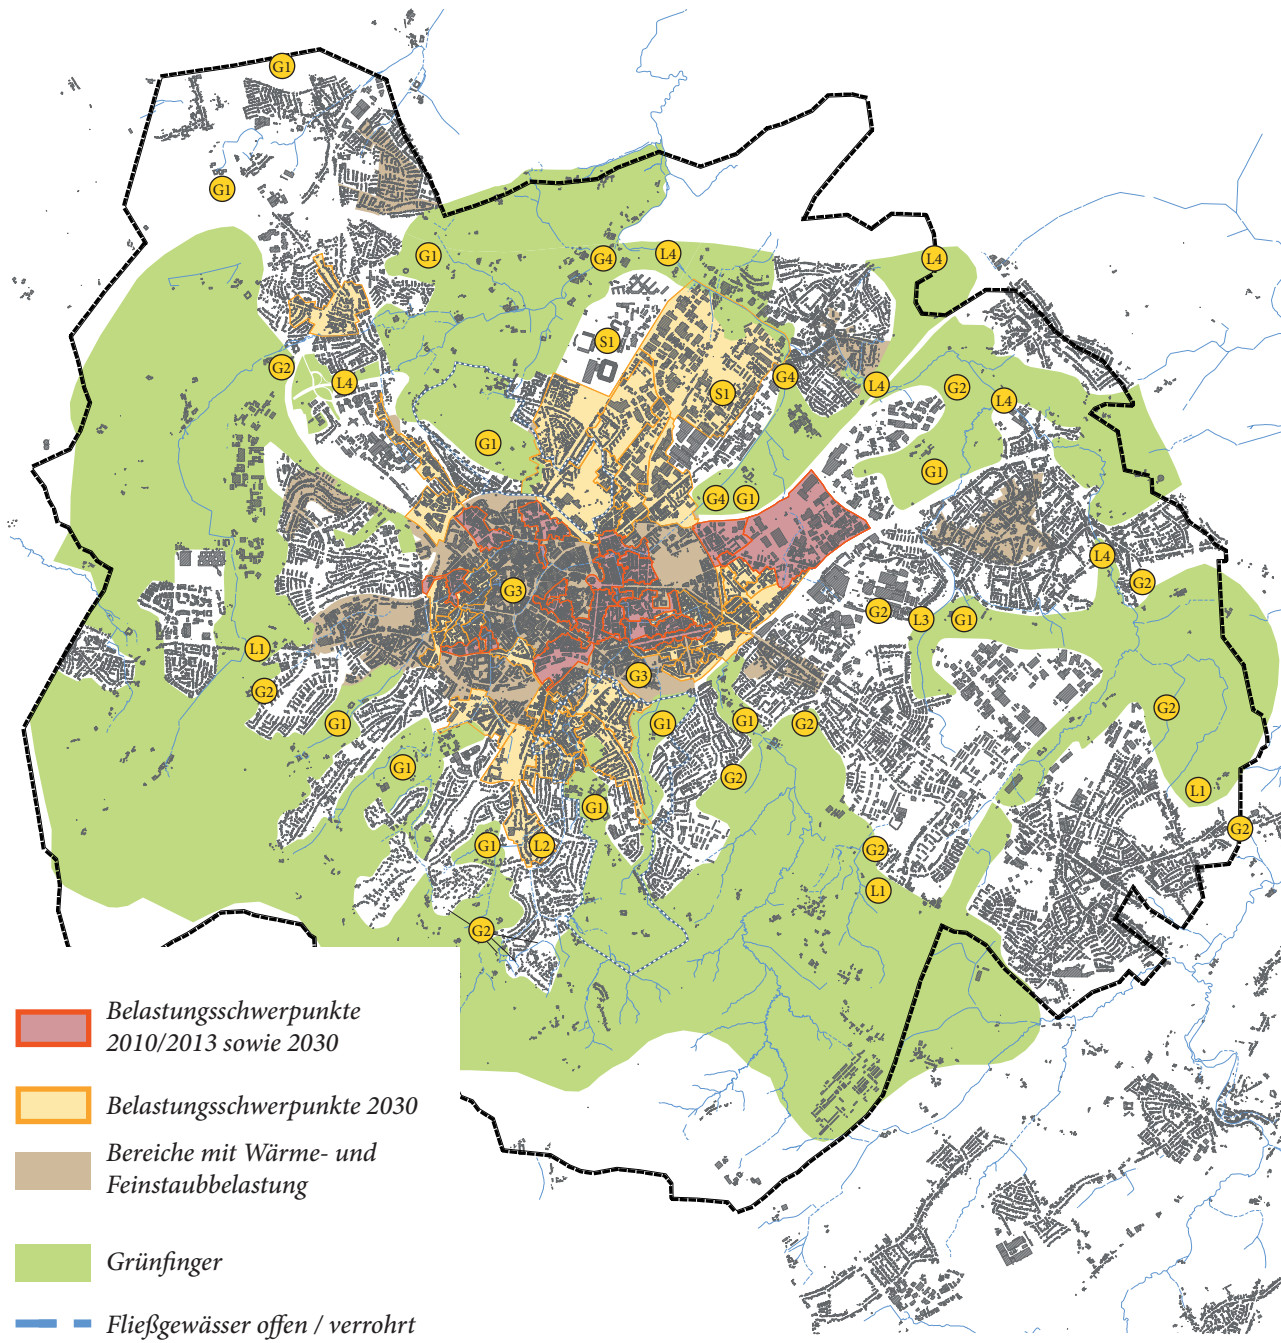 G1
G1
G1
G4
L4
L4
S1
G2
L4
S1
G4
L4
G2
L4
G1
G1
G4
G1
L4
G2
G3
G2
L3
G1
L1
G3
G2
G1
G1
G1
G2
G2
G1
G2
G1
L1
G2
G1
L2
G2
L1
G2
Belastungsschwerpunkte
2010/2013 sowie 2030
Belastungsschwerpunkte 2030
Bereiche mit Wärme- und
Feinstaubbelastung
Grünfinger
Fließgewässer offen / verrohrt